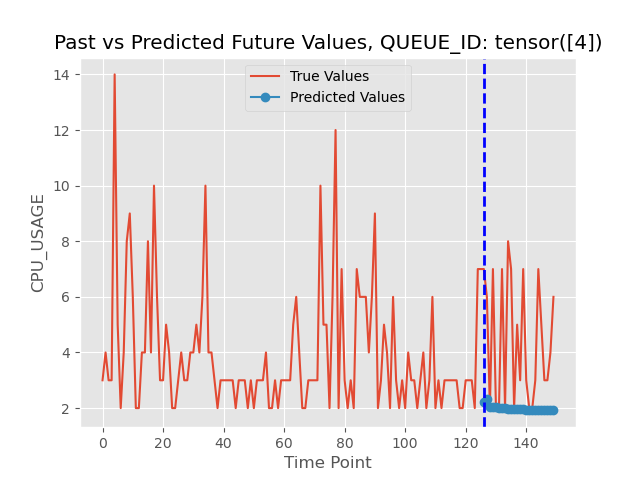 Past vs Predicted Future Values, QUEUE_ID: tensor([4])
True Values
Predicted Values
CPU_USAGE
14
12
10
8
6
4
2
0 20 40 60 80 100 120 140
Time Point